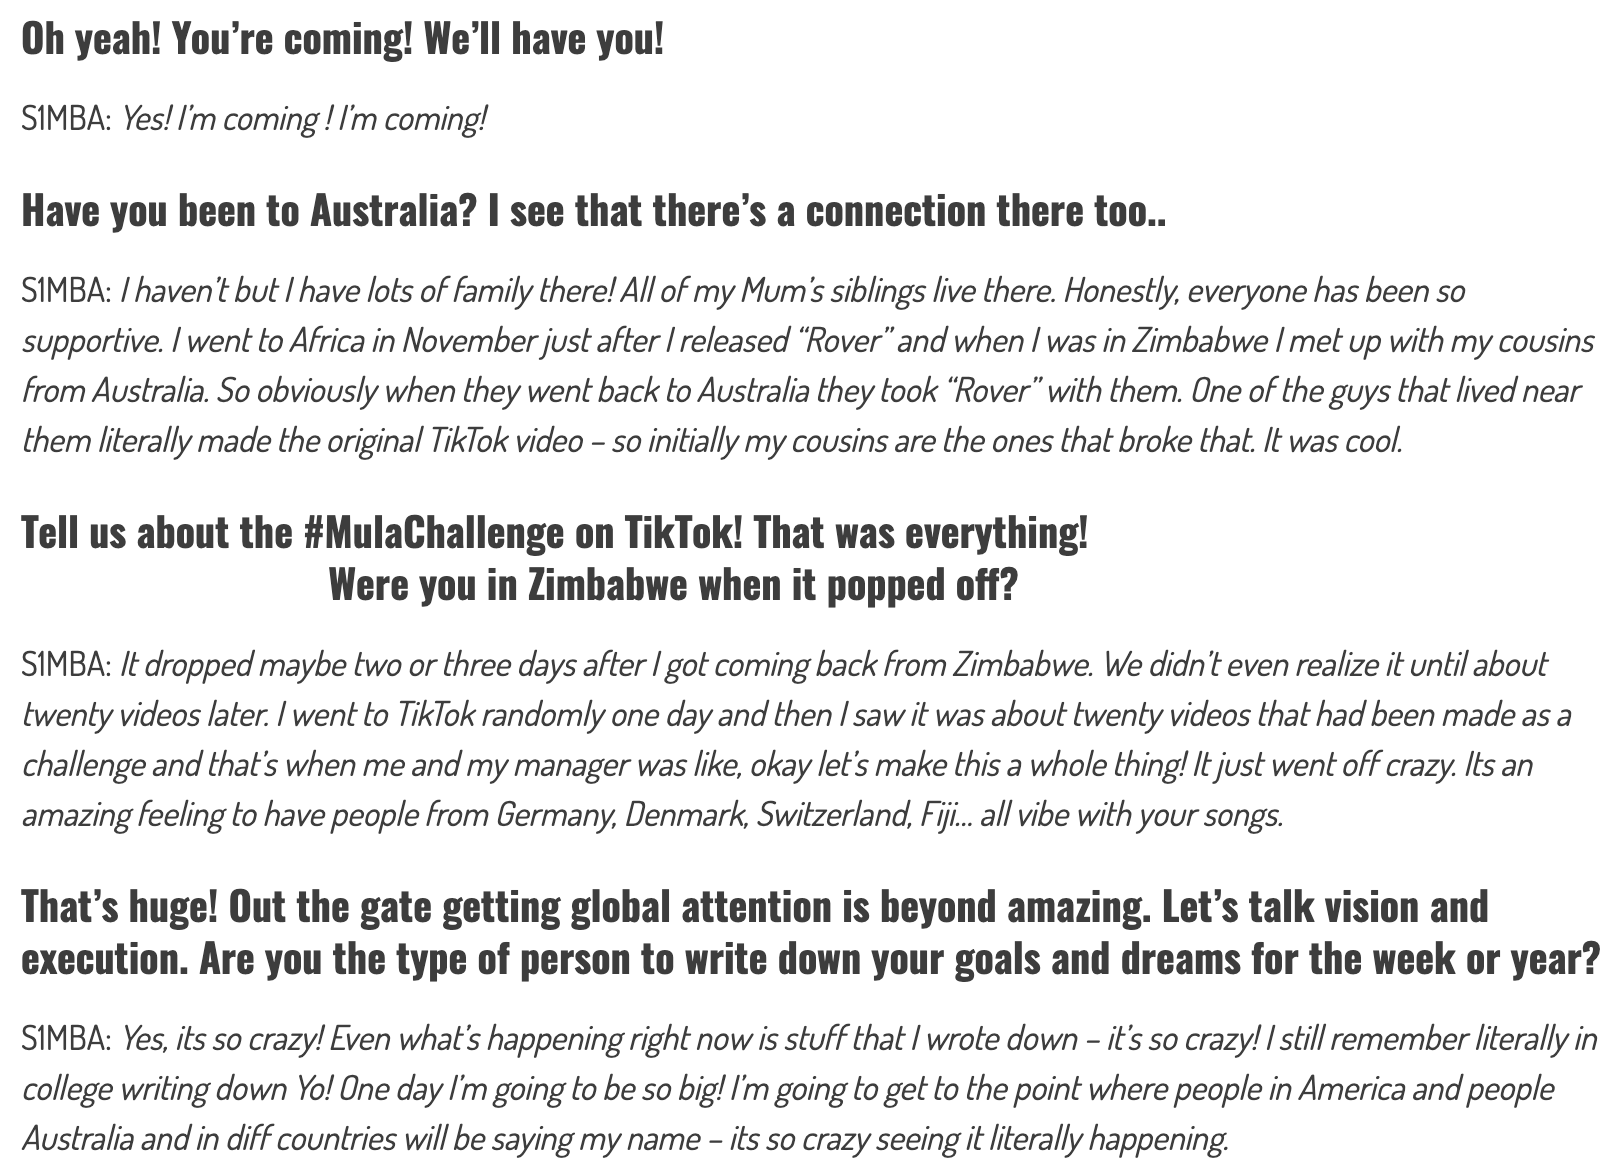 Oh yeah! You’re coming! We’ll have you!
S1MBA: Yes! I’m coming ! I’m coming!
Have you been to Australia? I see that there’s a connection there too..
S1MBA: I haven’t but I have lots of family there! All of my Mum’s siblings live there. Honestly, everyone has been so
supportive. I went to Africa in November just after I released “Rover” and when I was in Zimbabwe I met up with my cousins
from Australia. So obviously when they went back to Australia they took “Rover” with them. One of the guys that lived near
them literally made the original TikTok video – so initially my cousins are the ones that broke that. It was cool.
Tell us about the #MulaChallenge on TikTok! That was everything!
Were you in Zimbabwe when it popped off?
S1MBA: It dropped maybe two or three days after I got coming back from Zimbabwe. We didn’t even realize it until about
twenty videos later. I went to TikTok randomly one day and then I saw it was about twenty videos that had been made as a
challenge and that’s when me and my manager was like, okay let’s make this a whole thing! It just went off crazy. Its an
amazing feeling to have people from Germany, Denmark, Switzerland, Fiji... all vibe with your songs.
That’s huge! Out the gate getting global attention is beyond amazing. Let’s talk vision and
execution. Are you the type of person to write down your goals and dreams for the week or year?
S1MBA: Yes, its so crazy! Even what’s happening right now is stuff that I wrote down – it’s so crazy! I still remember literally in
college writing down Yo! One day I’m going to be so big! I’m going to get to the point where people in America and people
Australia and in diff countries will be saying my name – its so crazy seeing it literally happening.